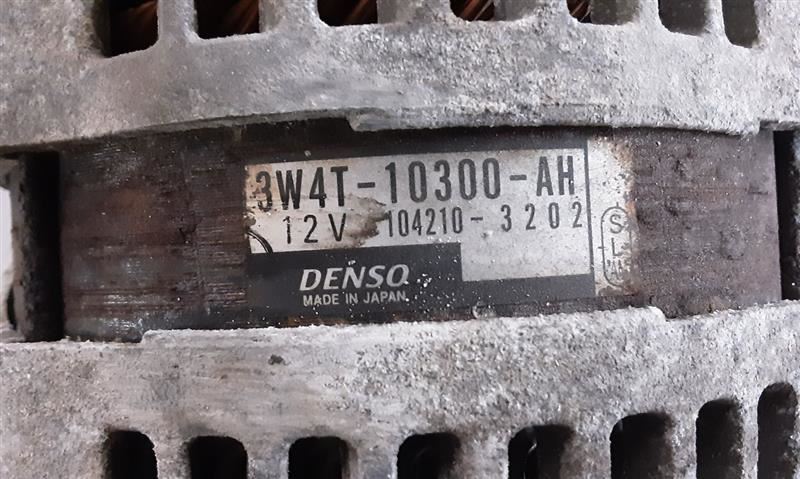 3W4T-10300-AH
12V 104210-3202
DENSO
MADE IN JAPAN
S
L